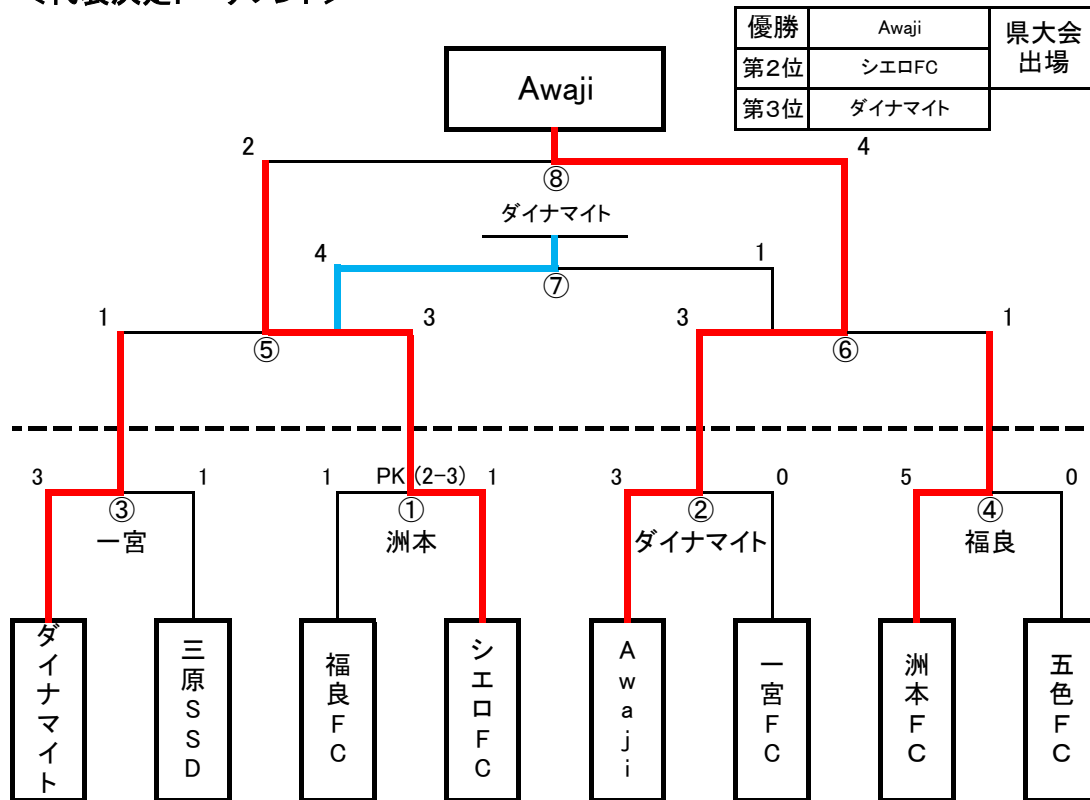 優勝 Awaji 県大会出場
第2位 シエロFC
第3位 ダイナマイト
Awaji
2 4
⑧
ダイナマイト
4 1
⑦
1 3 3 1
⑤ ⑥
3 1 1 PK(2-3) 1 3 0 5 0
③ ① ② ④
一宮 洲本 ダイナマイト 福良
ダイナマイト
三原SSD
福良FC
シエロFC
Awaji
一宮FC
洲本FC
五色FC